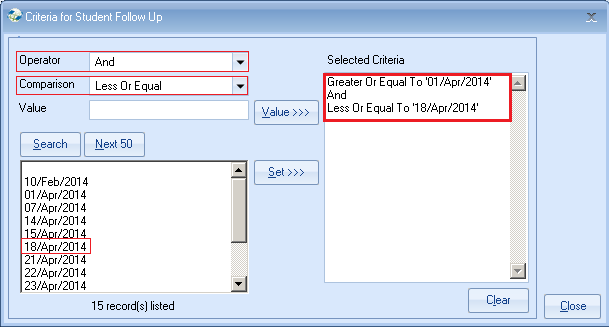 Criteria for Student Follow Up
Operator And
Comparison Less Or Equal
Value
Value >>>
Search Next 50
10/Feb/2014
01/Apr/2014
07/Apr/2014
14/Apr/2014
15/Apr/2014
18/Apr/2014
21/Apr/2014
22/Apr/2014
23/Apr/2014
15 record(s) listed
Set >>>
Selected Criteria
Greater Or Equal To '01/Apr/2014'
And
Less Or Equal To '18/Apr/2014'
Clear
Close